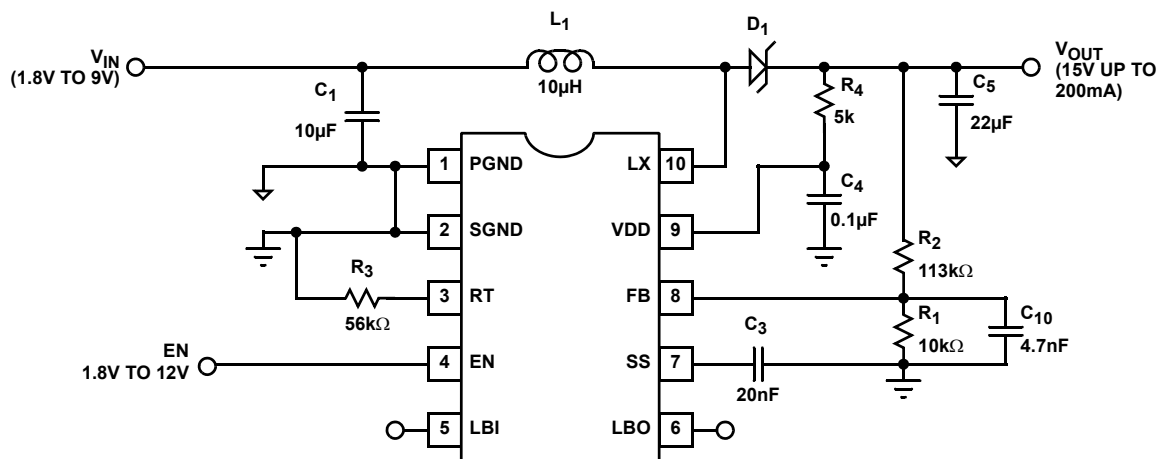 L1
D1
VIN
(1.8V TO 9V)
10µH
VOUT
(15V UP TO
200mA)
C1
10µF
R4
5k
C5
22µF
1 PGND
LX 10
C4
0.1µF
2 SGND
VDD 9
R2
113kΩ
R3
56kΩ
3 RT
FB 8
C3
20nF
R1
10kΩ
C10
4.7nF
EN
1.8V TO 12V
4 EN
SS 7
5 LBI
LBO 6